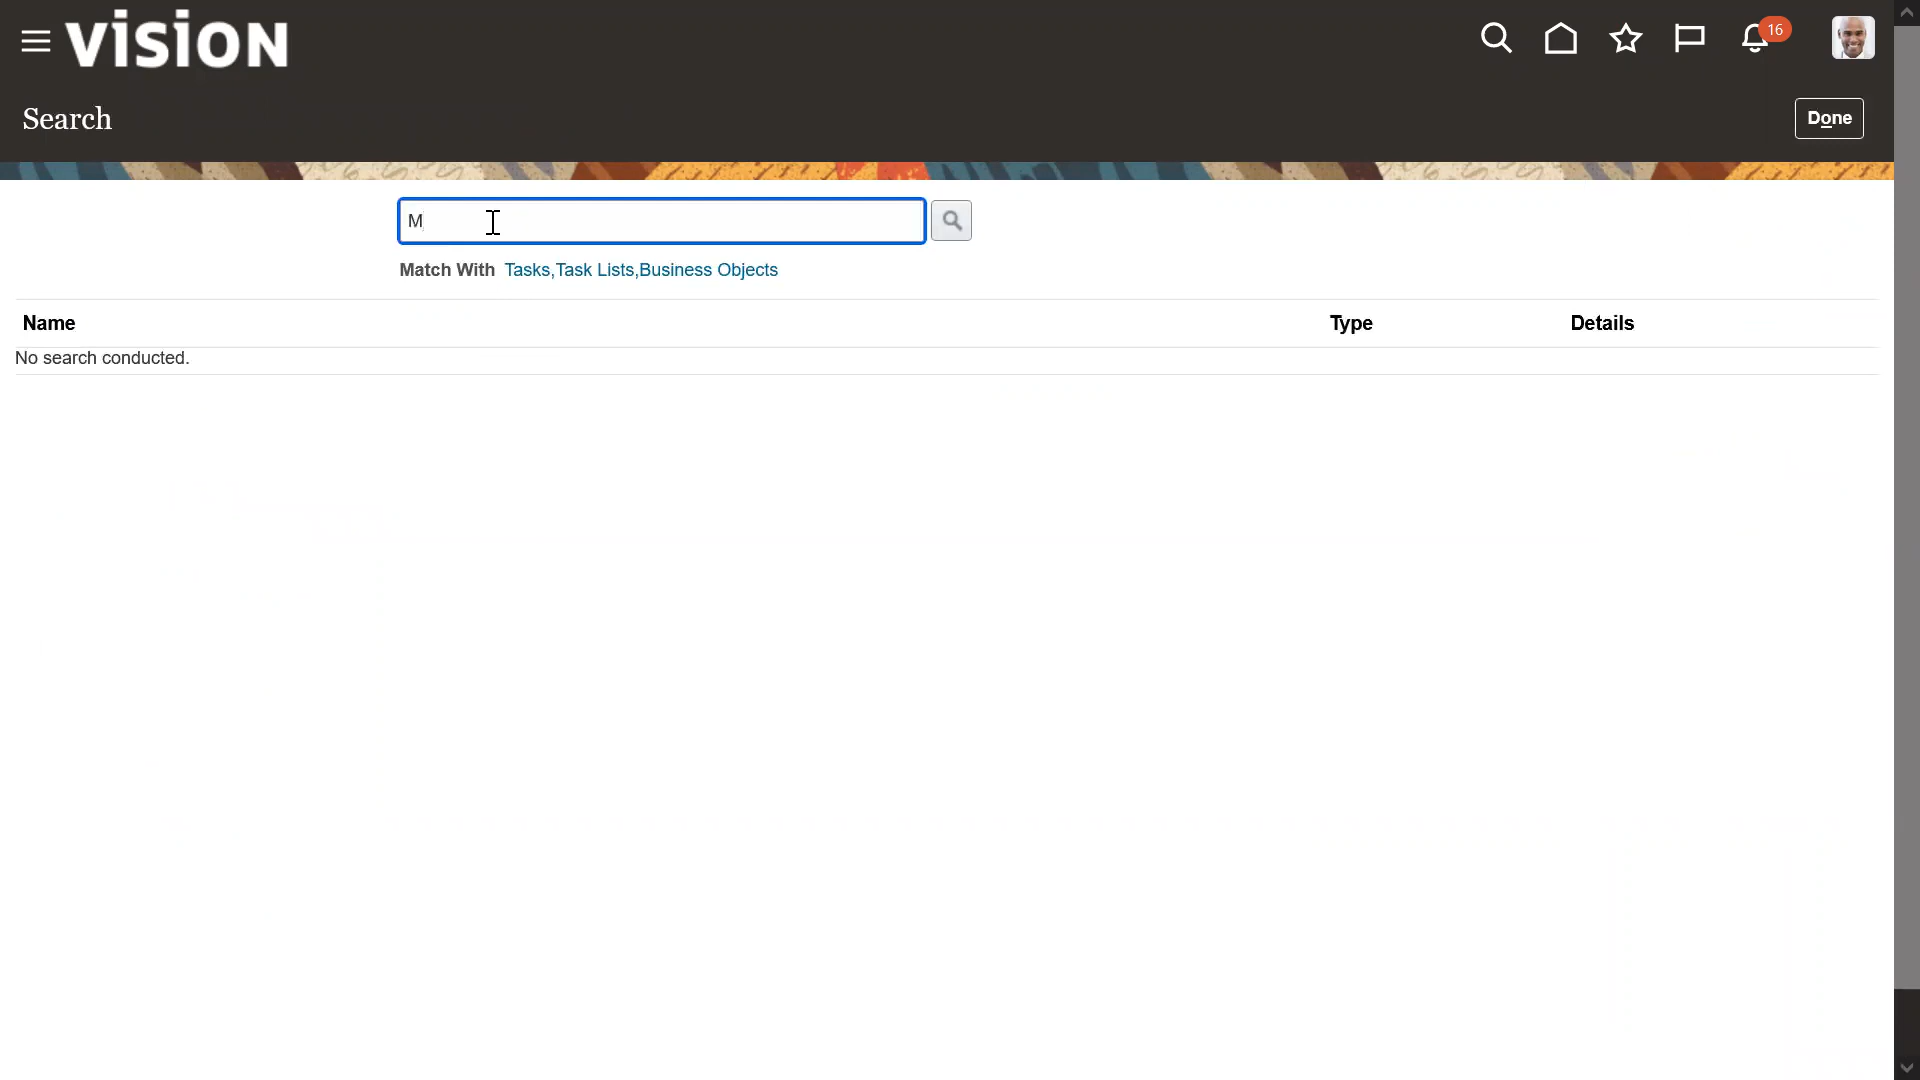 vision
16
Search
Done
M
Match With Tasks,Task Lists,Business Objects
Name Type Details
No search conducted.